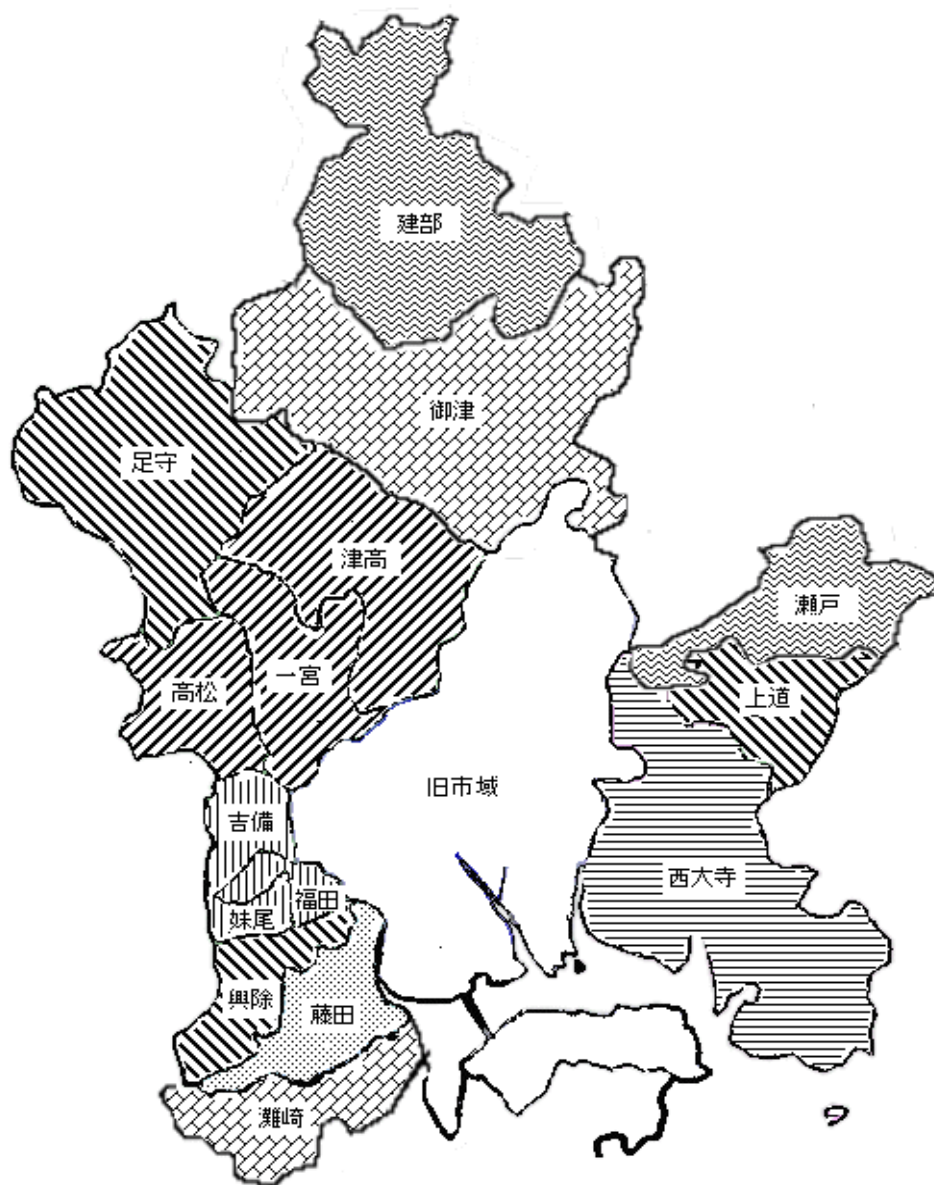 建部
御津
足守
津高
瀬戸
一宮
高松
上道
旧市域
吉備
西大寺
福田
妹尾
興除
藤田
灘崎